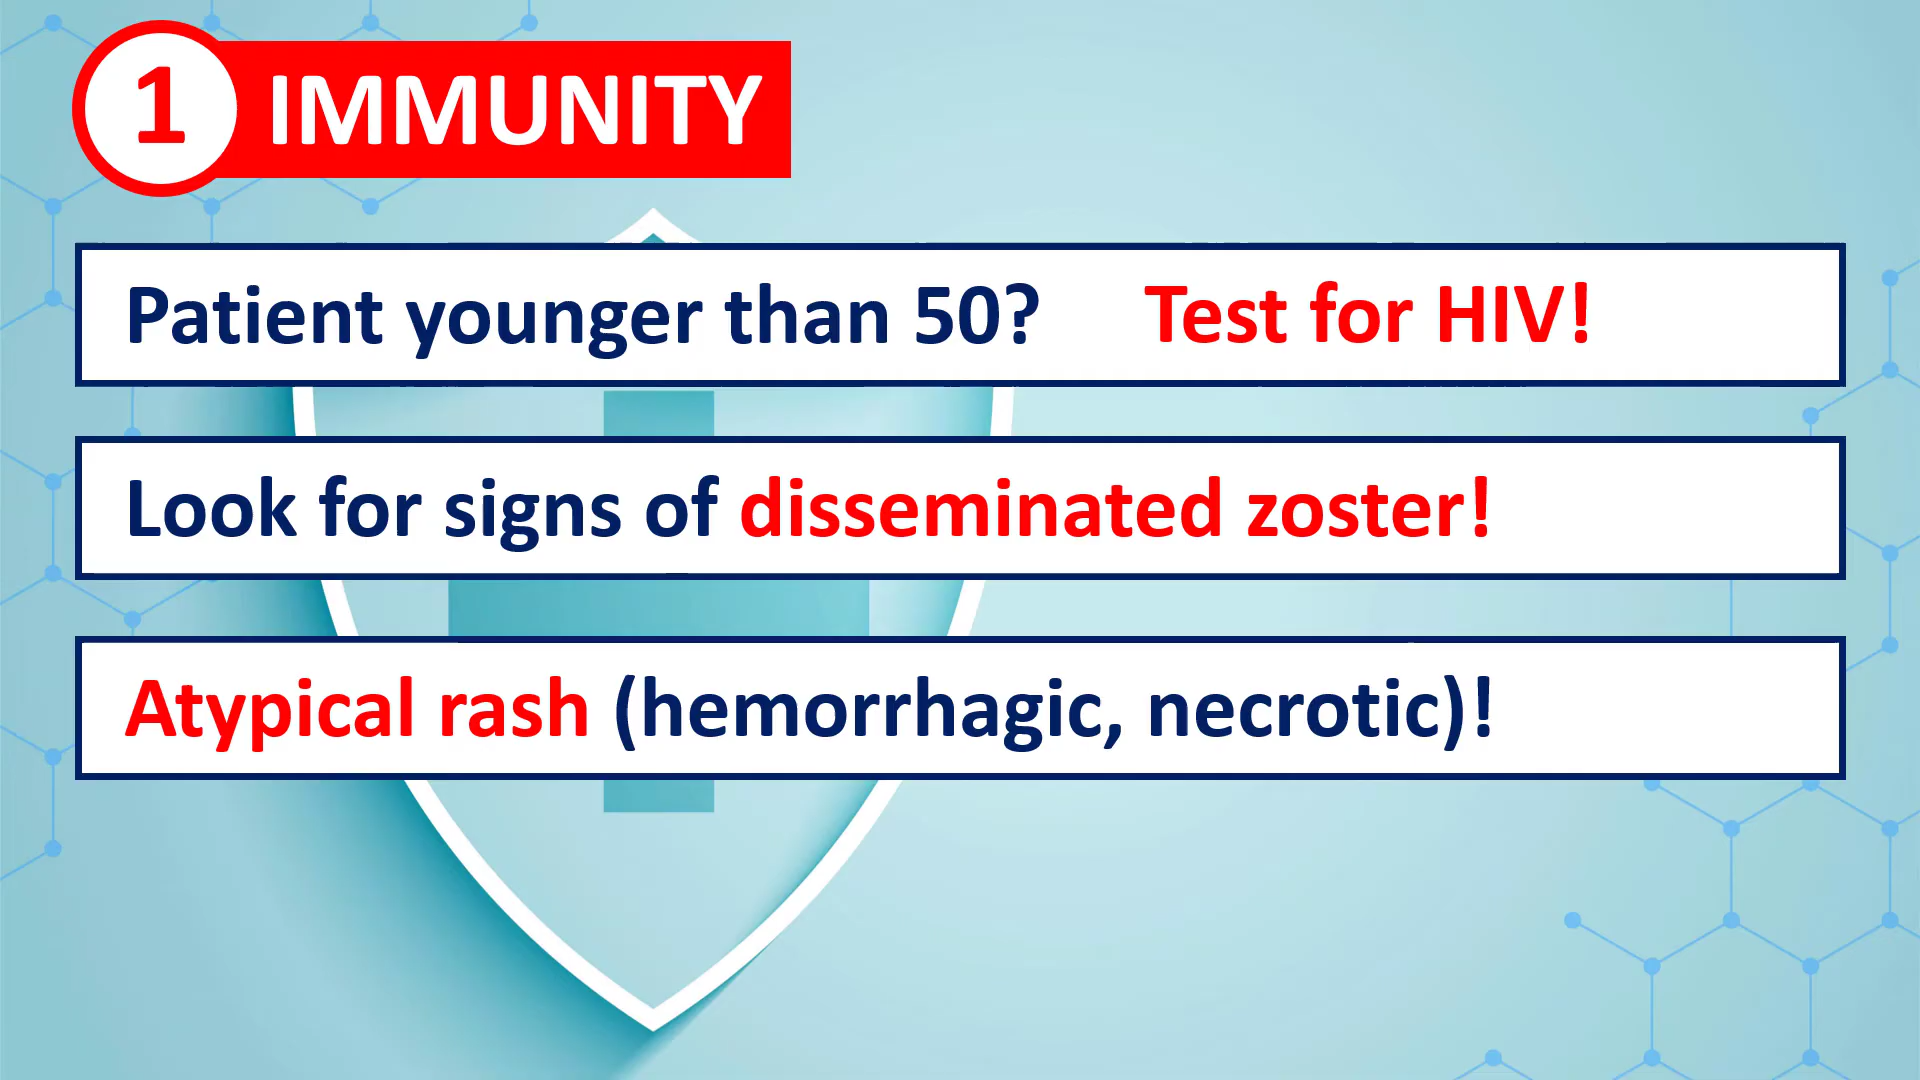 1 IMMUNITY
Patient younger than 50? Test for HIV!
Look for signs of disseminated zoster!
Atypical rash (hemorrhagic, necrotic)!